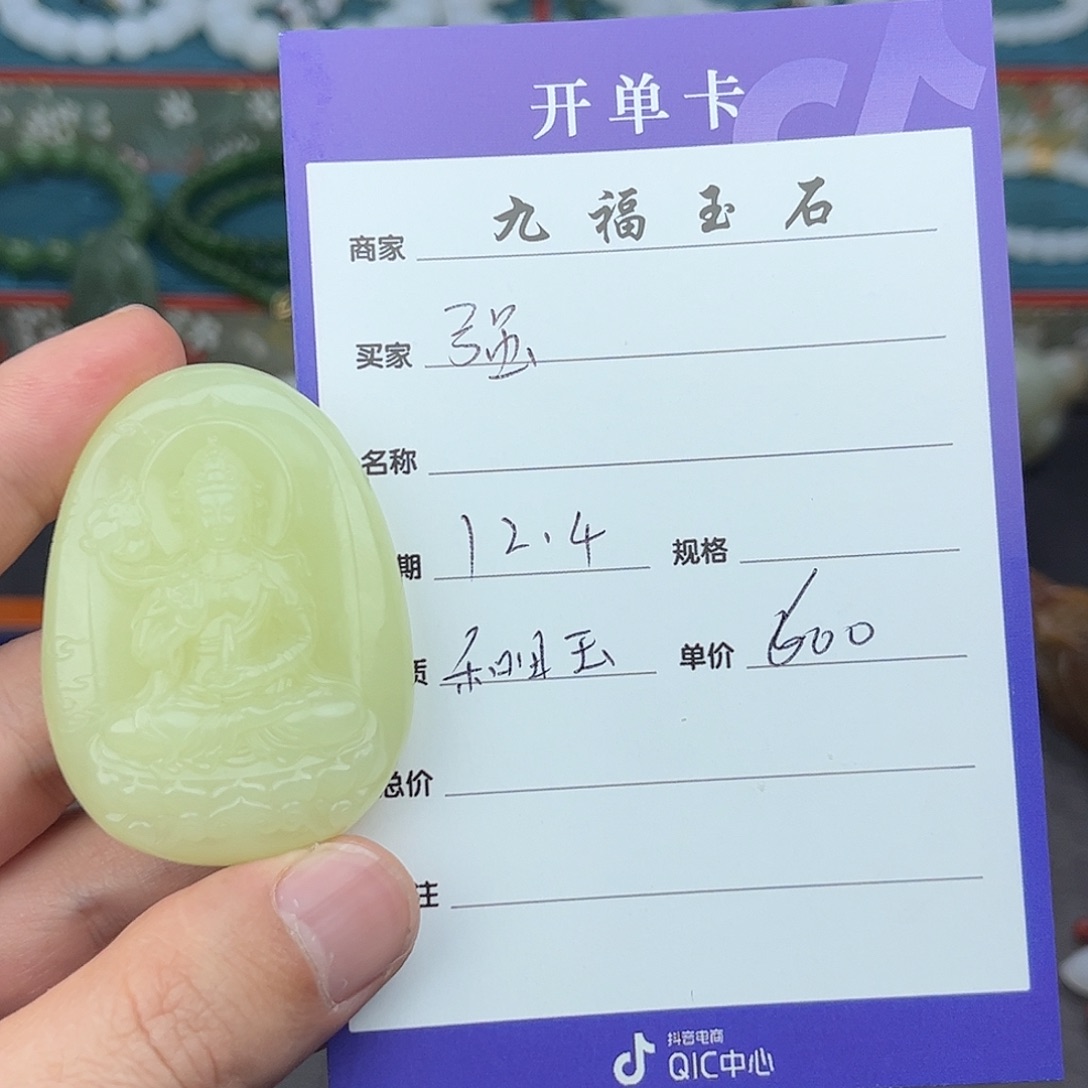 开单卡
商家 九福玉石
买家 强
名称
期 12.4 规格
质 和田玉 单价 600
总价
注
抖音电商
QIC中心